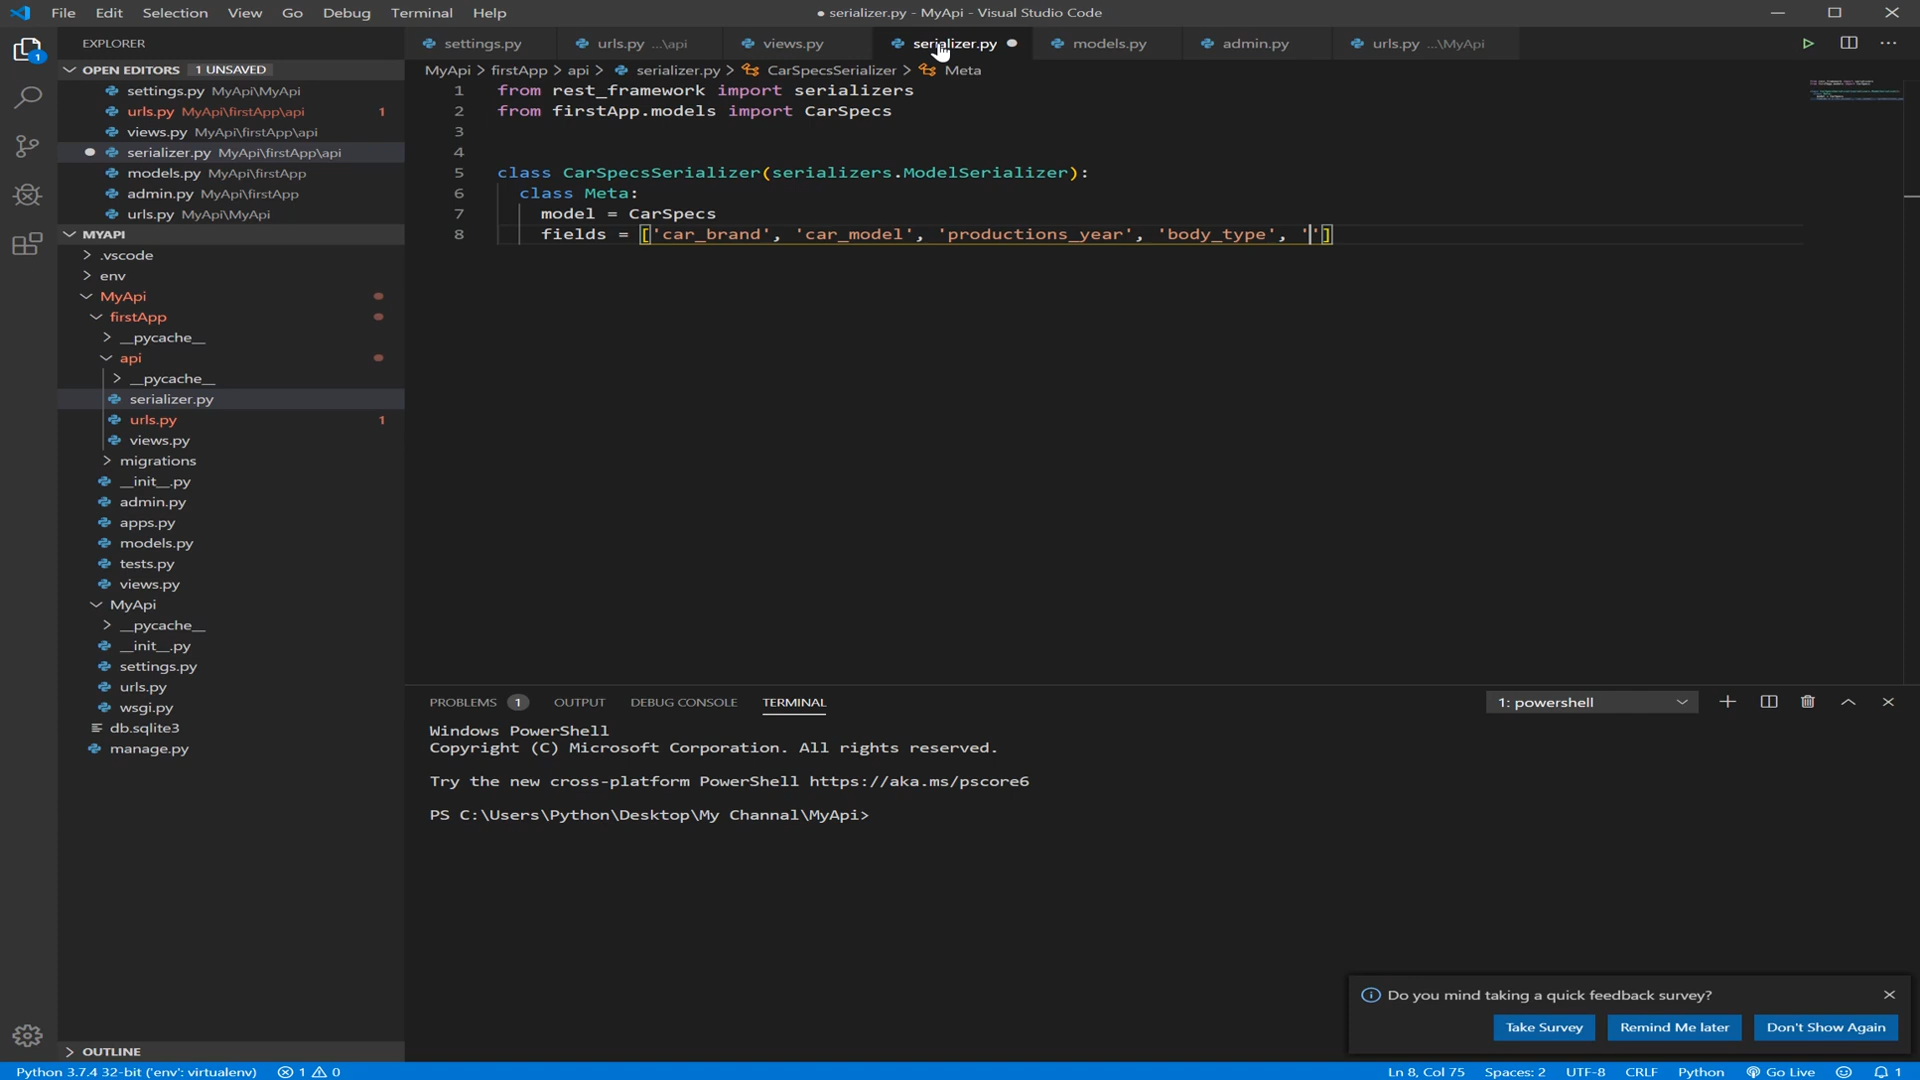 File Edit Selection View Go Debug Terminal Help ● serializer.py - MyApi - Visual Studio Code
EXPLORER
settings.py urls.py ...\api views.py serializer.py models.py admin.py urls.py ...\MyApi
OPEN EDITORS 1 UNSAVED
MyApi > firstApp > api > serializer.py > CarSpecsSerializer > Meta
settings.py MyApi\MyApi
urls.py MyApi\firstApp\api 1
views.py MyApi\firstApp\api
serializer.py MyApi\firstApp\api
models.py MyApi\firstApp
admin.py MyApi\firstApp
urls.py MyApi\MyApi
MYAPI
.vscode
env
MyApi
firstApp
__pycache__
api
__pycache__
serializer.py
urls.py 1
views.py
migrations
__init__.py
admin.py
apps.py
models.py
tests.py
views.py
MyApi
__pycache__
__init__.py
settings.py
urls.py
wsgi.py
db.sqlite3
manage.py
OUTLINE
1 from rest_framework import serializers
2 from firstApp.models import CarSpecs
3
4
5 class CarSpecsSerializer(serializers.ModelSerializer):
6 class Meta:
7 model = CarSpecs
8 fields = ['car_brand', 'car_model', 'productions_year', 'body_type', '']
PROBLEMS 1 OUTPUT DEBUG CONSOLE TERMINAL 1: powershell
Windows PowerShell
Copyright (C) Microsoft Corporation. All rights reserved.
Try the new cross-platform PowerShell https://aka.ms/pscore6
PS C:\Users\Python\Desktop\My Channal\MyApi>
Do you mind taking a quick feedback survey?
Take Survey Remind Me later Don't Show Again
Python 3.7.4 32-bit ('env': virtualenv) 1 0 Ln 8, Col 75 Spaces: 2 UTF-8 CRLF Python Go Live 1